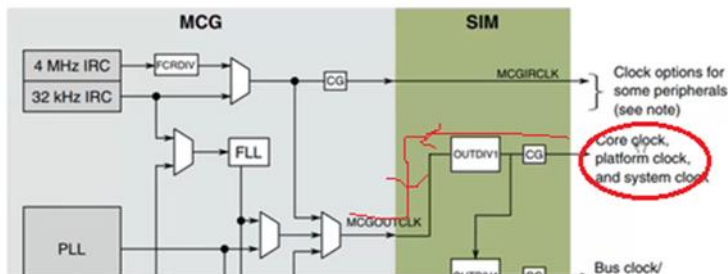 MCG
SIM
4 MHz IRC
FCRDIV
32 kHz IRC
CG
MCGIRCLK
Clock options for
some peripherals
(see note)
FLL
OUTDIV1
CG
Core clock,
platform clock,
and system clock
MCGOUTCLK
PLL
Bus clock/
CG